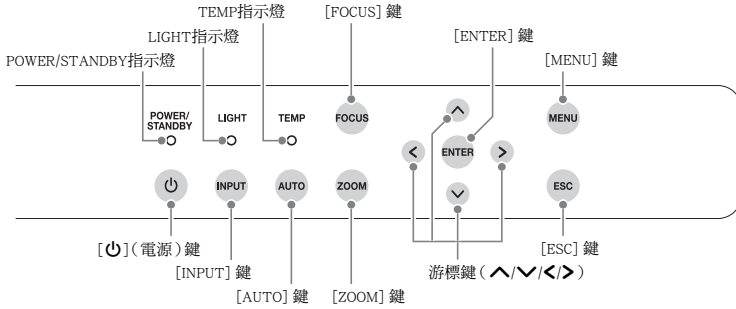 TEMP指示燈
[FOCUS] 鍵
LIGHT指示燈
[ENTER] 鍵
POWER/STANDBY指示燈
[MENU] 鍵
POWER/
STANDBY
LIGHT
TEMP
FOCUS
MENU
ENTER
INPUT
AUTO
ZOOM
ESC
[⏻](電源)鍵
[INPUT] 鍵
[AUTO] 鍵
[ZOOM] 鍵
游標鍵(∧/∨/</>)
[ESC] 鍵